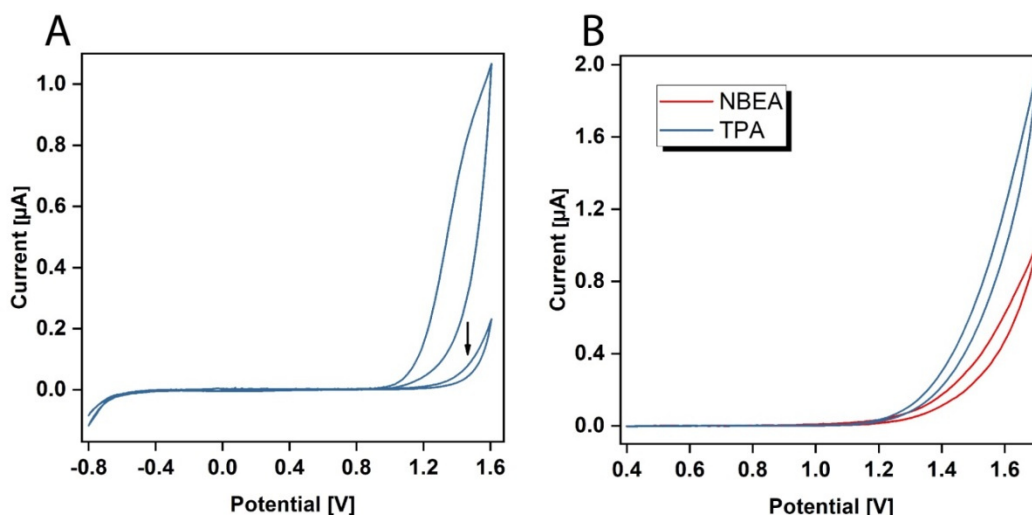 A
B
1.0
0.8
0.6
0.4
0.2
0.0
Current [µA]
-0.8 -0.4 0.0 0.4 0.8 1.2 1.6
Potential [V]
NBEA
TPA
2.0
1.6
1.2
0.8
0.4
0.0
Current [µA]
0.4 0.6 0.8 1.0 1.2 1.4 1.6
Potential [V]